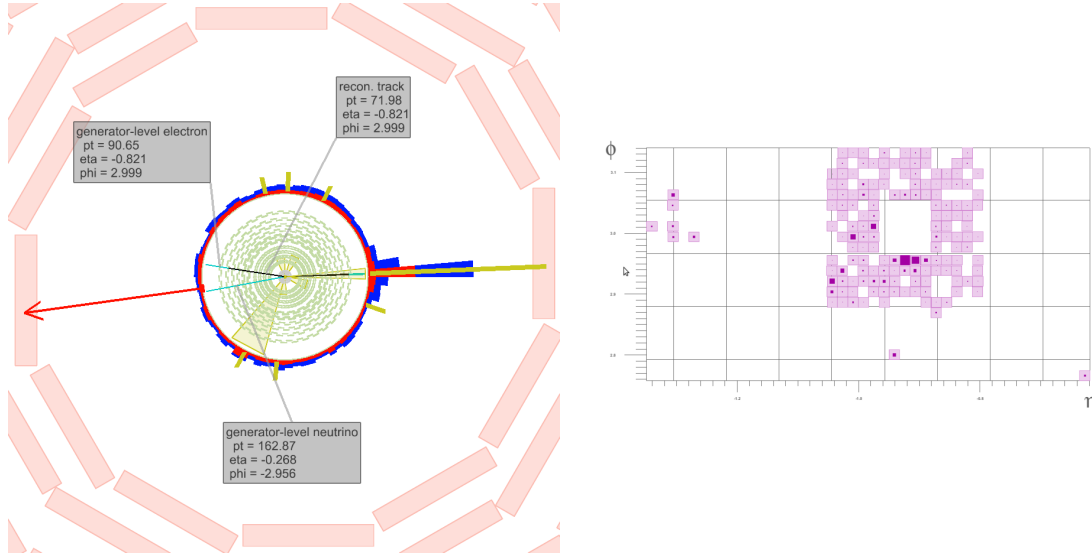 recon. track
pt = 71.98
eta = -0.821
phi = 2.999
generator-level electron
pt = 90.65
eta = -0.821
phi = 2.999
generator-level neutrino
pt = 162.87
eta = -0.268
phi = -2.956
ϕ
η